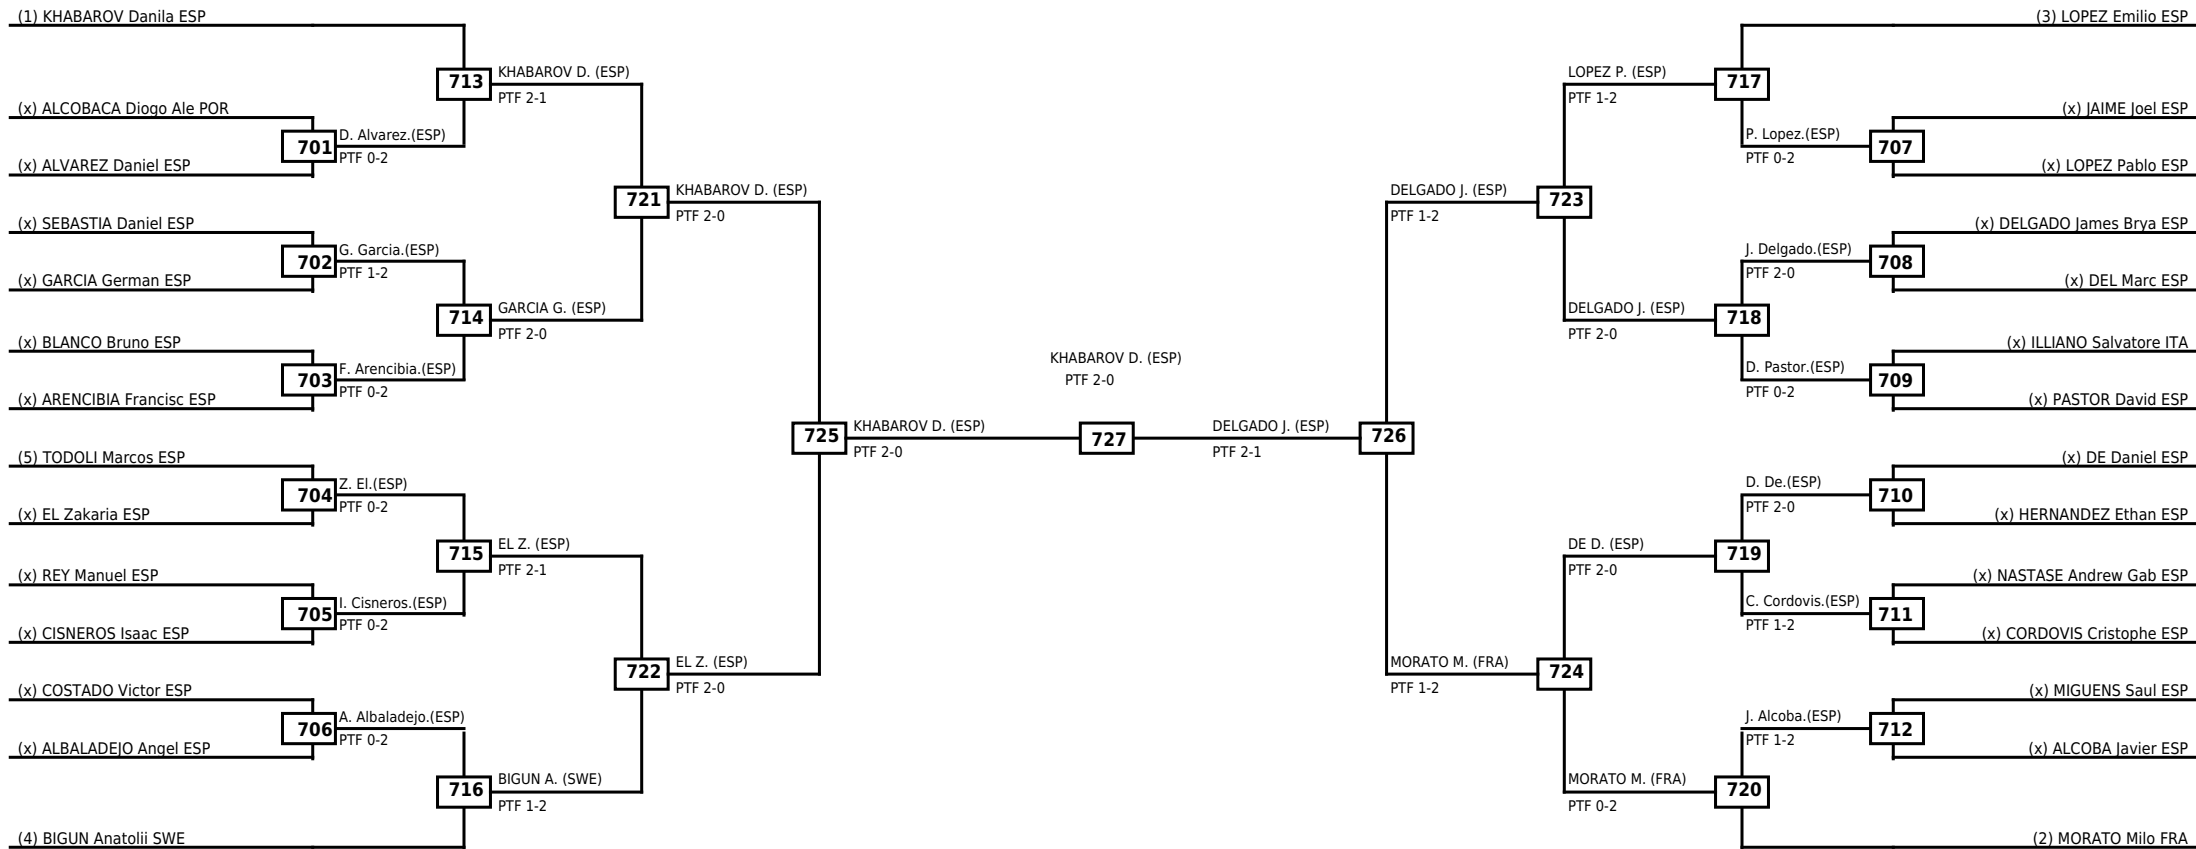 (1) KHABAROV Danila ESP
(x) ALCOBACA Diogo Ale POR
(x) ALVAREZ Daniel ESP
(x) SEBASTIA Daniel ESP
(x) GARCIA German ESP
(x) BLANCO Bruno ESP
(x) ARENCIBIA Francisc ESP
(5) TODOLI Marcos ESP
(x) EL Zakaria ESP
(x) REY Manuel ESP
(x) CISNEROS Isaac ESP
(x) COSTADO Victor ESP
(x) ALBALADEJO Angel ESP
(4) BIGUN Anatolii SWE
701
D. Alvarez.(ESP)
PTF 0-2
702
G. Garcia.(ESP)
PTF 1-2
703
F. Arencibia.(ESP)
PTF 0-2
704
Z. El.(ESP)
PTF 0-2
705
I. Cisneros.(ESP)
PTF 0-2
706
A. Albaladejo.(ESP)
PTF 0-2
713
KHABAROV D. (ESP)
PTF 2-1
714
GARCIA G. (ESP)
PTF 2-0
715
EL Z. (ESP)
PTF 2-1
716
BIGUN A. (SWE)
PTF 1-2
721
KHABAROV D. (ESP)
PTF 2-0
722
EL Z. (ESP)
PTF 2-0
725
KHABAROV D. (ESP)
PTF 2-0
KHABAROV D. (ESP)
PTF 2-0
727
DELGADO J. (ESP)
PTF 2-1
726
DELGADO J. (ESP)
PTF 1-2
723
MORATO M. (FRA)
PTF 1-2
724
LOPEZ P. (ESP)
PTF 1-2
717
DELGADO J. (ESP)
PTF 2-0
718
DE D. (ESP)
PTF 2-0
719
MORATO M. (FRA)
PTF 0-2
720
P. Lopez.(ESP)
PTF 0-2
707
J. Delgado.(ESP)
PTF 2-0
708
D. Pastor.(ESP)
PTF 0-2
709
D. De.(ESP)
PTF 2-0
710
C. Cordovis.(ESP)
PTF 1-2
711
J. Alcoba.(ESP)
PTF 1-2
712
(3) LOPEZ Emilio ESP
(x) JAIME Joel ESP
(x) LOPEZ Pablo ESP
(x) DELGADO James Brya ESP
(x) DEL Marc ESP
(x) ILLIANO Salvatore ITA
(x) PASTOR David ESP
(x) DE Daniel ESP
(x) HERNANDEZ Ethan ESP
(x) NASTASE Andrew Gab ESP
(x) CORDOVIS Cristophe ESP
(x) MIGUENS Saul ESP
(x) ALCOBA Javier ESP
(2) MORATO Milo FRA